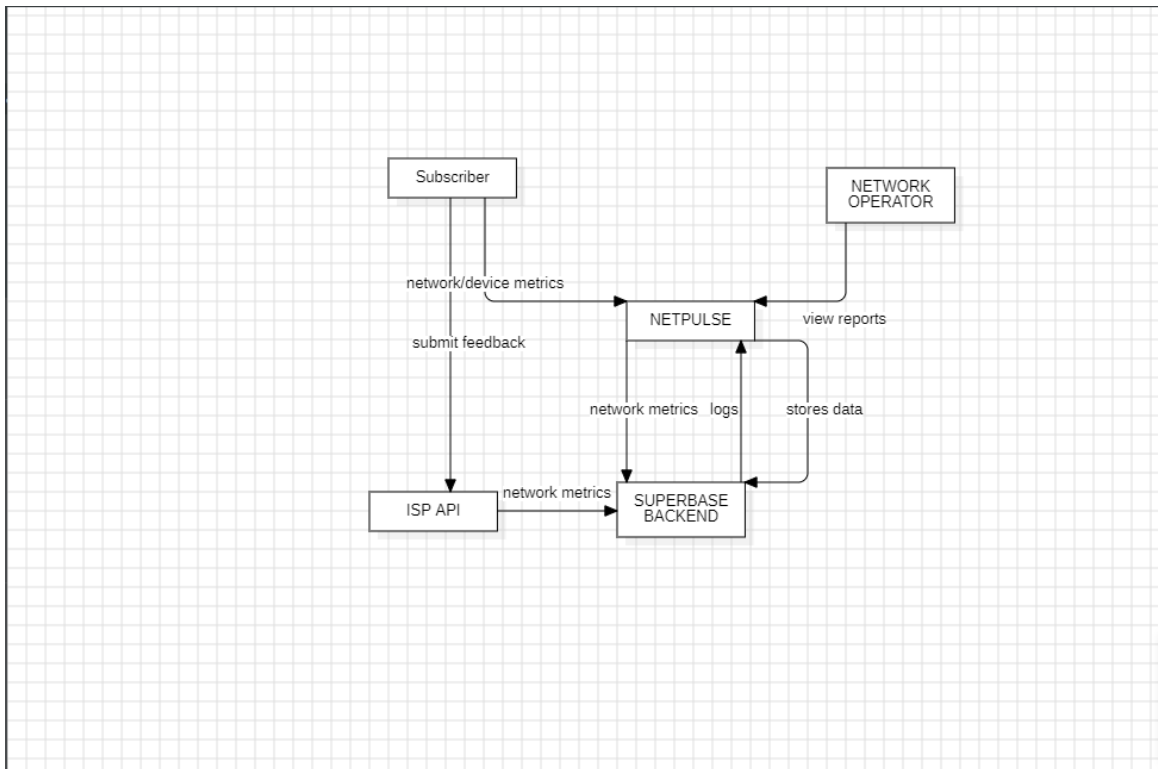 Subscriber
NETWORK
OPERATOR
network/device metrics
NETPULSE
view reports
submit feedback
network metrics
logs
stores data
network metrics
ISP API
SUPERBASE
BACKEND